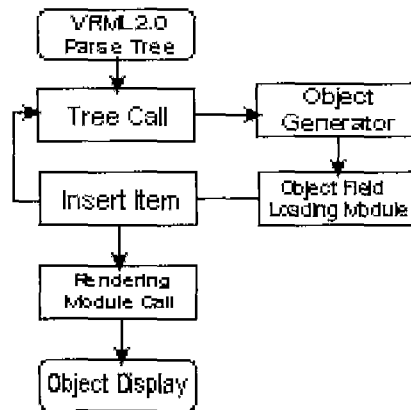 VRML2.0
Parse Tree
Tree Call
Object
Generator
Insert Item
Object Field
Loading Module
Rendering
Module Call
Object Display